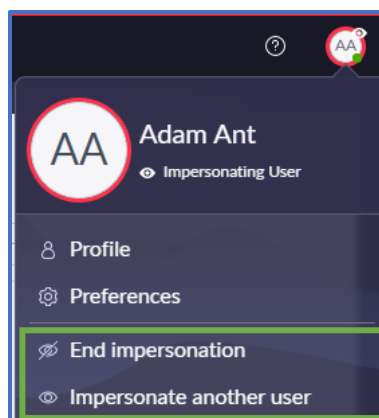 AA
AA
Adam Ant
Impersonating User
Profile
Preferences
End impersonation
Impersonate another user